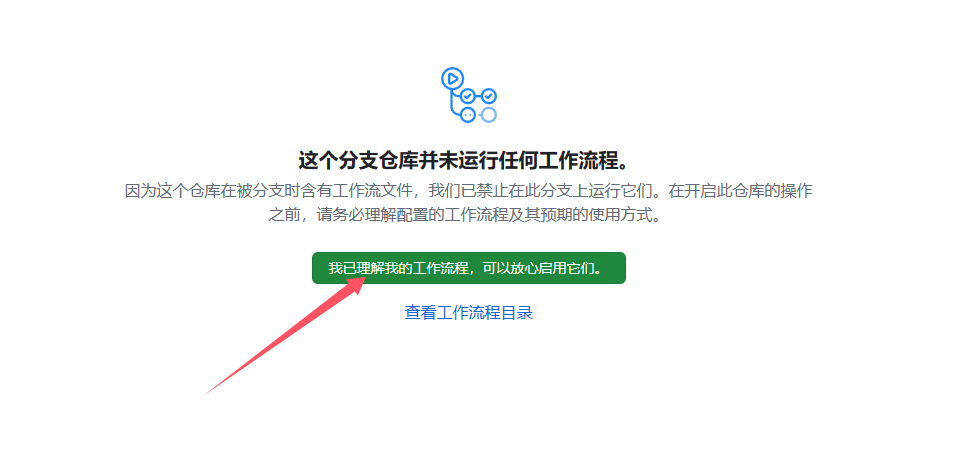 这个分支仓库并未运行任何工作流程。
因为这个仓库在被分支时含有工作流文件，我们已禁止在此分支上运行它们。在开启此仓库的操作
之前，请务必理解配置的工作流程及其预期的使用方式。
我已理解我的工作流程，可以放心启用它们。
查看工作流程目录